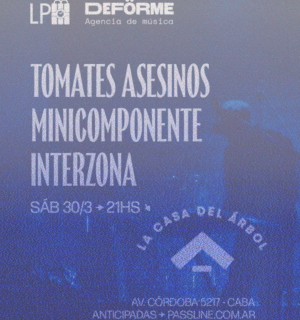 LP
DEFÖRME
Agencia de música
TOMATES ASESINOS
MINICOMPONENTE
INTERZONA
SÁB 30/3 → 21HS →
LA CASA DEL ÁRBOL
AV. CÓRDOBA 5217 - CABA
ANTICIPADAS → PASSLINE.COM.AR